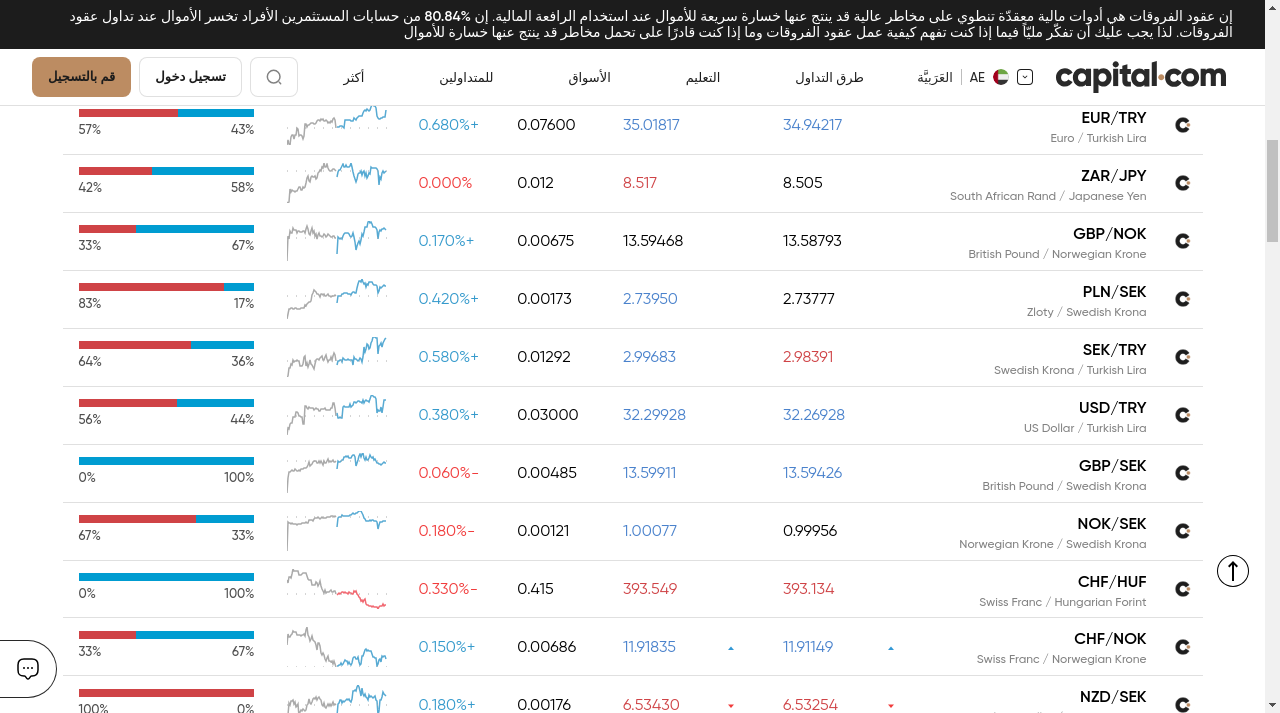 إن عقود الفروقات هي أدوات مالية معقدّة تنطوي على مخاطر عالية قد ينتج عنها خسارة سريعة للأموال عند استخدام الرافعة المالية. إن 80.84% من حسابات المستثمرين الأفراد تخسر الأموال عند تداول عقود
الفروقات. لذا يجب عليك أن تفكّر مليّاً فيما إذا كنت تفهم كيفية عمل عقود الفروقات وما إذا كنت قادرًا على تحمل مخاطر قد ينتج عنها خسارة للأموال
capital.com AE العَرَبيَّة طرق التداول التعليم الأسواق للمتداولين أكثر تسجيل دخول قم بالتسجيل
EUR/TRY 34.94217 35.01817 0.07600 0.680%+
Euro / Turkish Lira 43% 57%
ZAR/JPY 8.505 8.517 0.012 0.000%
South African Rand / Japanese Yen 58% 42%
GBP/NOK 13.58793 13.59468 0.00675 0.170%+
British Pound / Norwegian Krone 67% 33%
PLN/SEK 2.73777 2.73950 0.00173 0.420%+
Zloty / Swedish Krona 17% 83%
SEK/TRY 2.98391 2.99683 0.01292 0.580%+
Swedish Krona / Turkish Lira 36% 64%
USD/TRY 32.26928 32.29928 0.03000 0.380%+
US Dollar / Turkish Lira 44% 56%
GBP/SEK 13.59426 13.59911 0.00485 0.060%-
British Pound / Swedish Krona 100% 0%
NOK/SEK 0.99956 1.00077 0.00121 0.180%-
Norwegian Krone / Swedish Krona 33% 67%
CHF/HUF 393.134 393.549 0.415 0.330%-
Swiss Franc / Hungarian Forint 100% 0%
CHF/NOK 11.91149 11.91835 0.00686 0.150%+
Swiss Franc / Norwegian Krone 67% 33%
NZD/SEK 6.53254 6.53430 0.00176 0.180%+
0% 100%